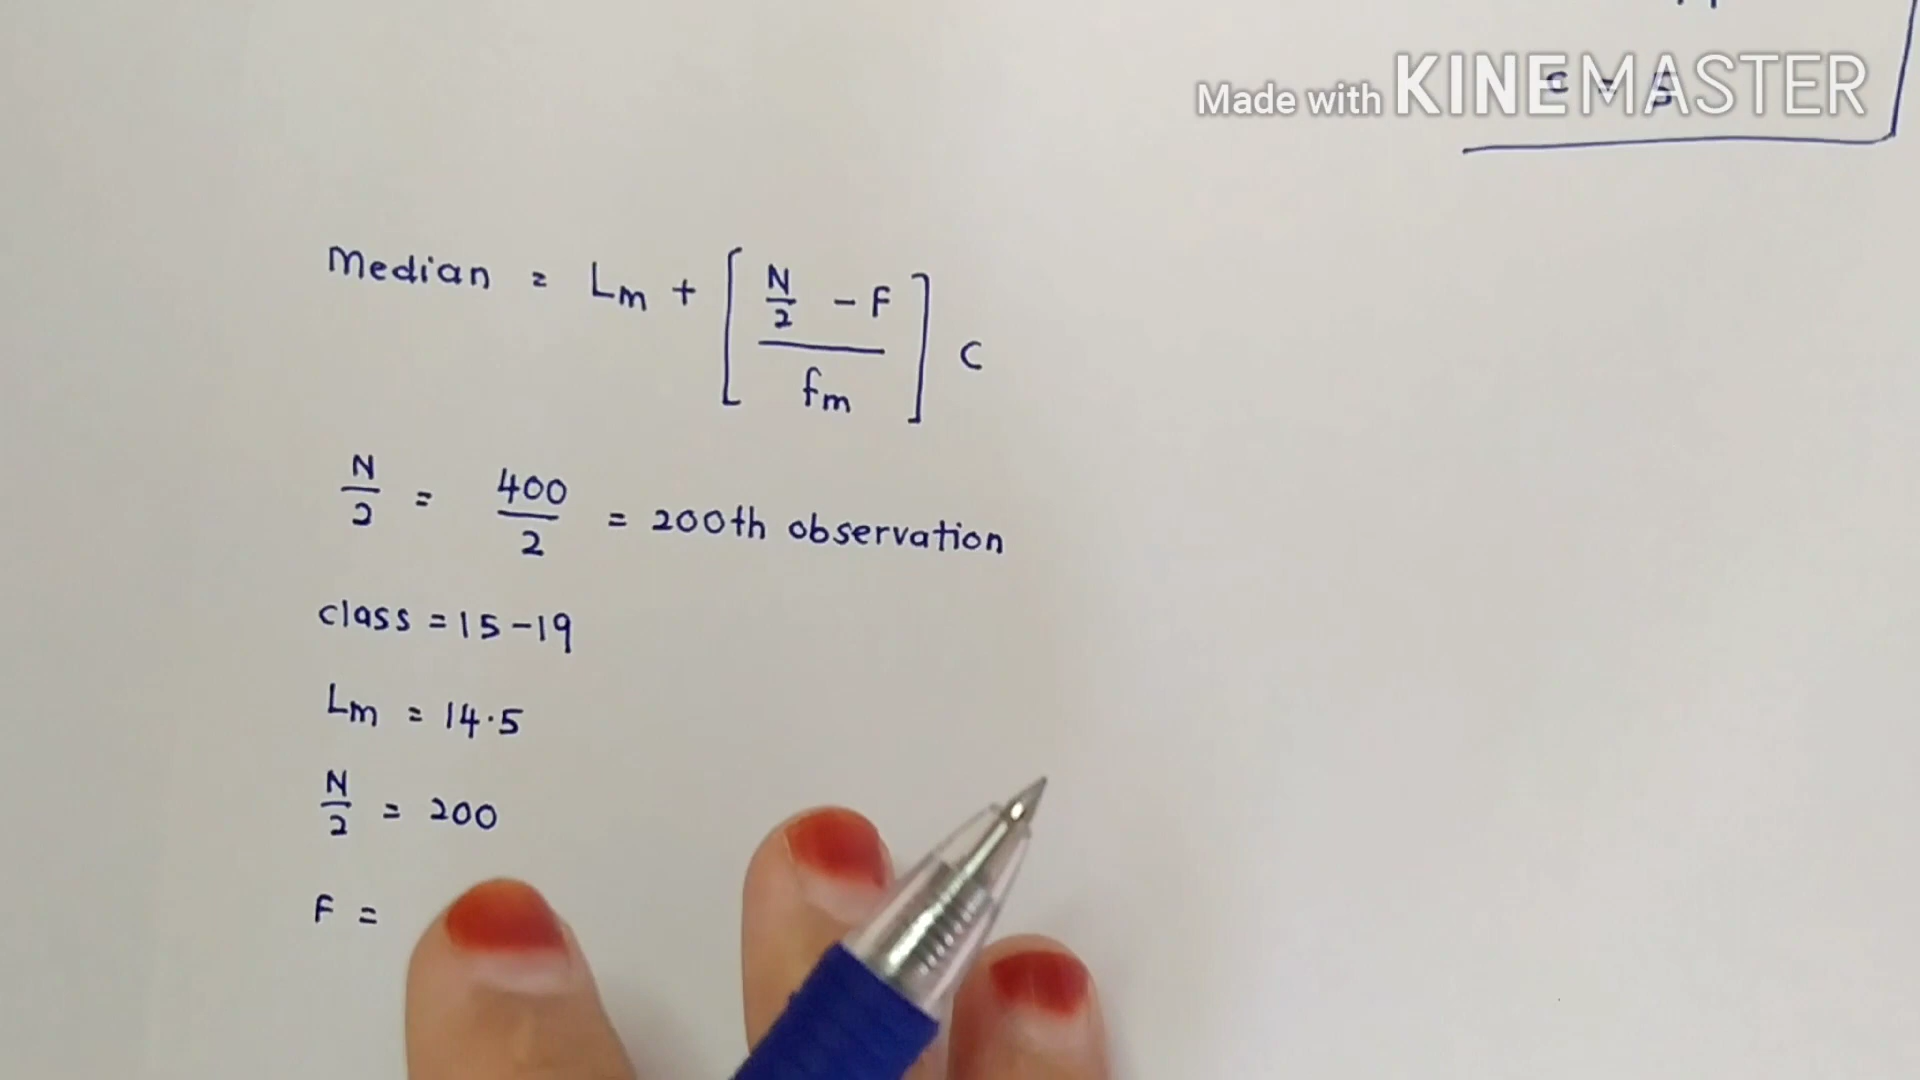 Made with KINEMASTER
c = 5
Median = Lm + [ N/2 - F / fm ] C
N/2 = 400/2 = 200th observation
class = 15-19
Lm = 14.5
N/2 = 200
F =